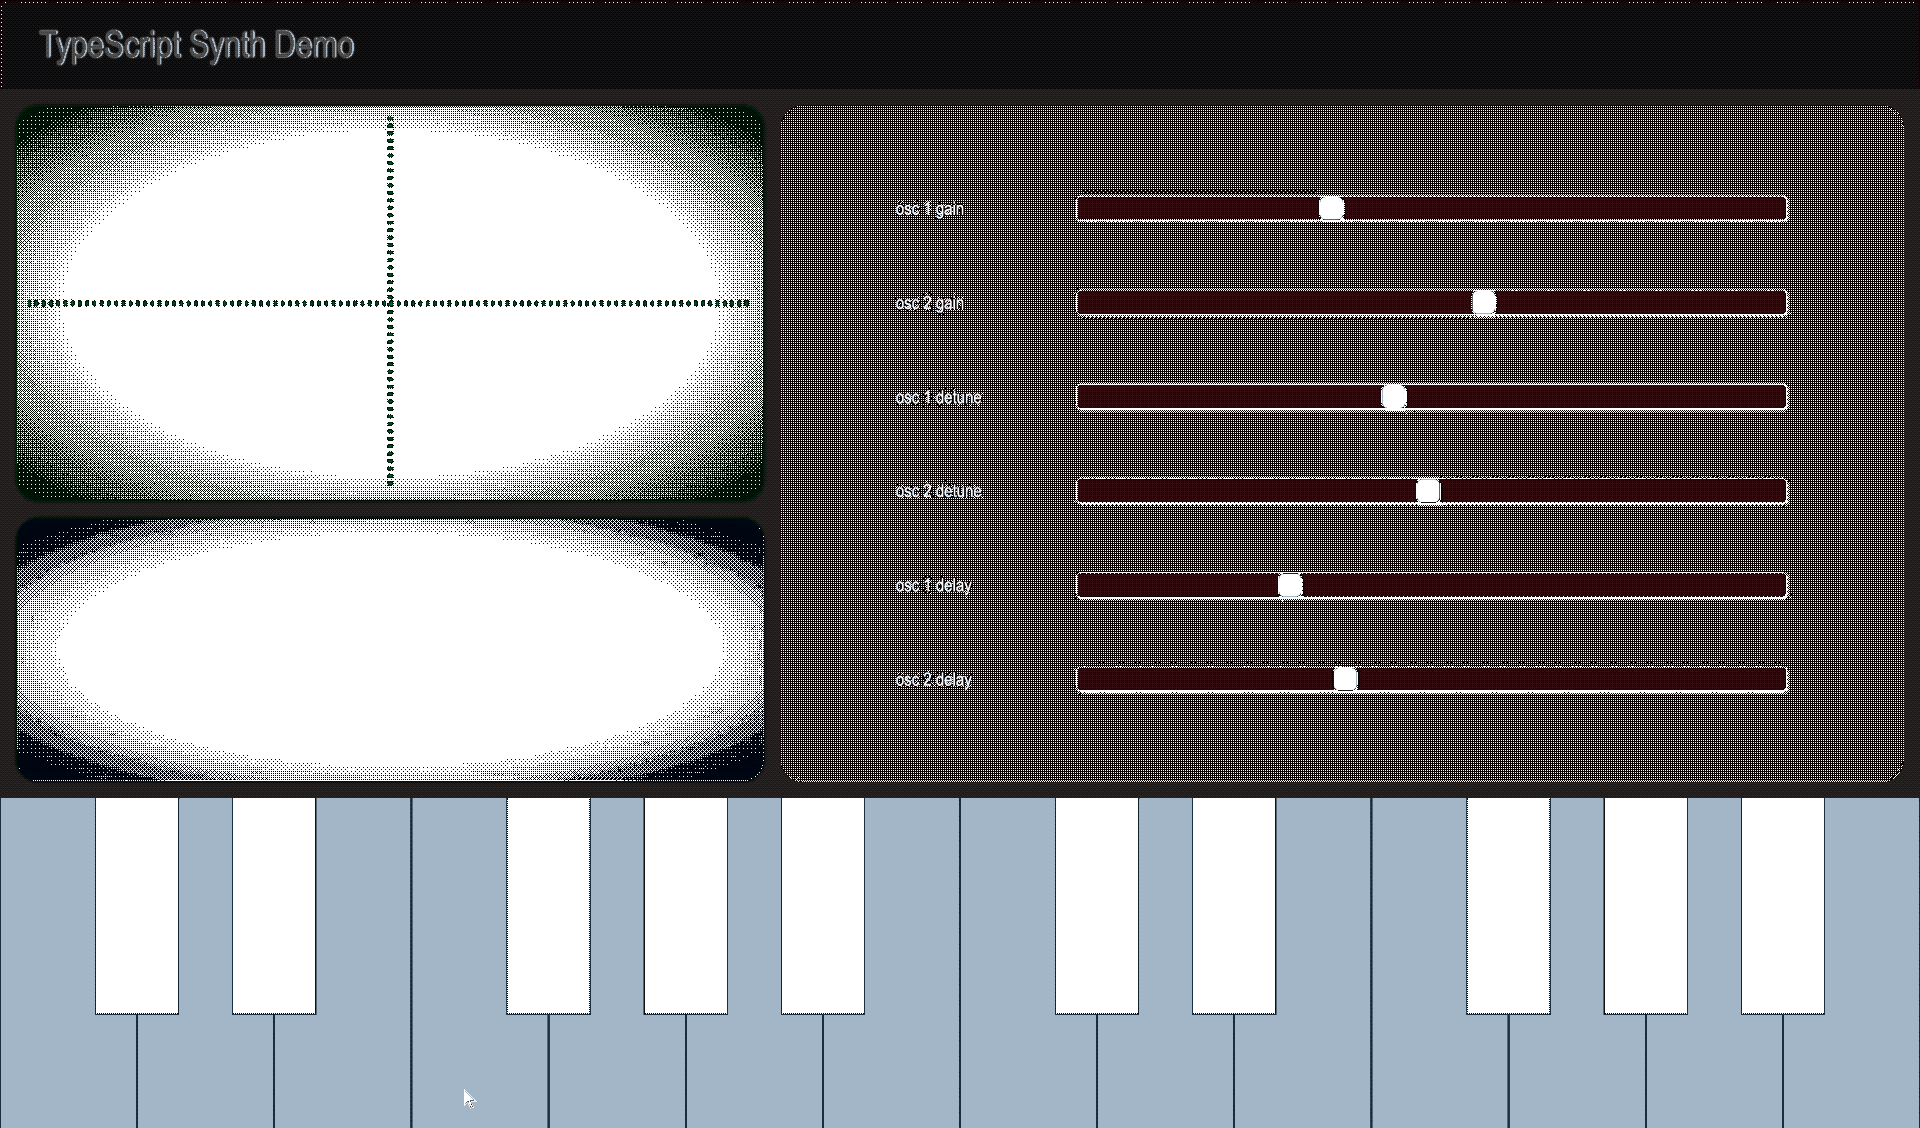 TypeScript Synth Demo
osc 1 gain
osc 2 gain
osc 1 detune
osc 2 detune
osc 1 delay
osc 2 delay